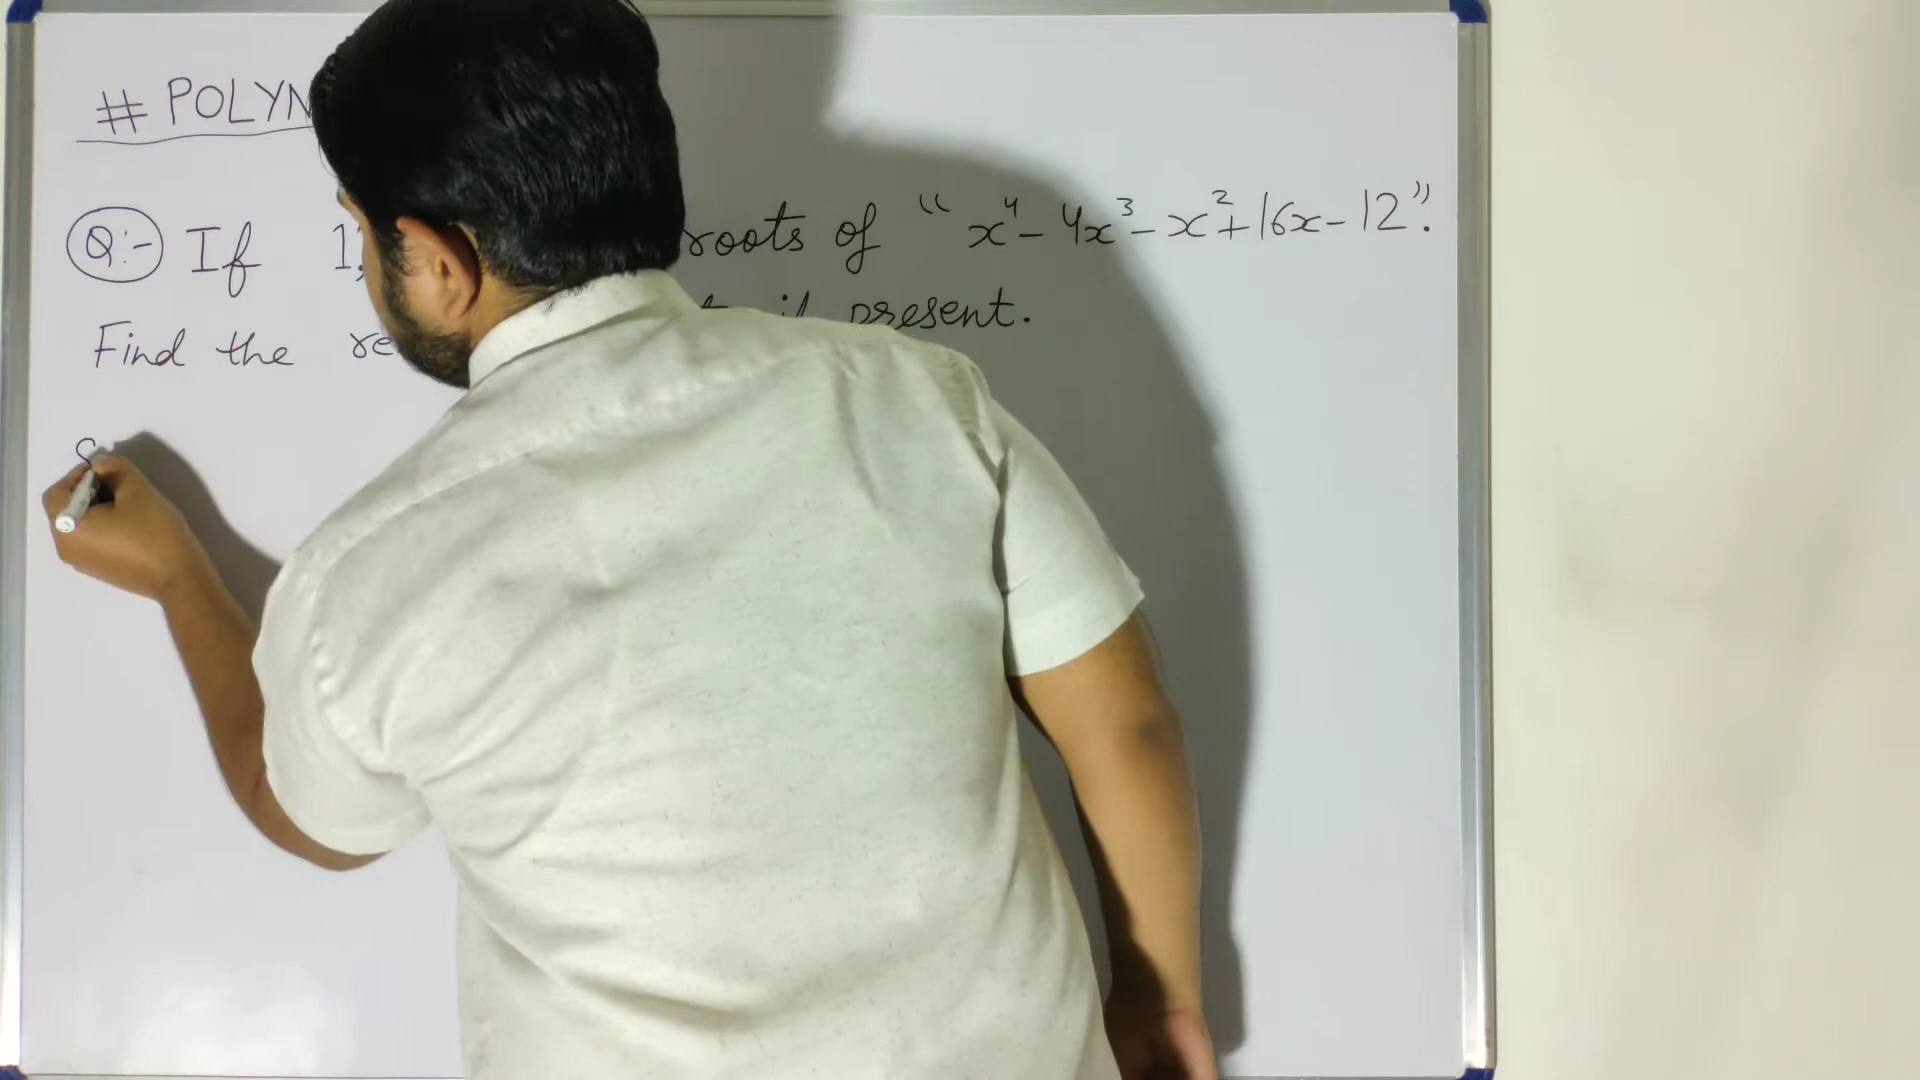 # POLYN
Q:- If 1, roots of "x⁴ - 4x³ - x² + 16x - 12".
Find the re present.